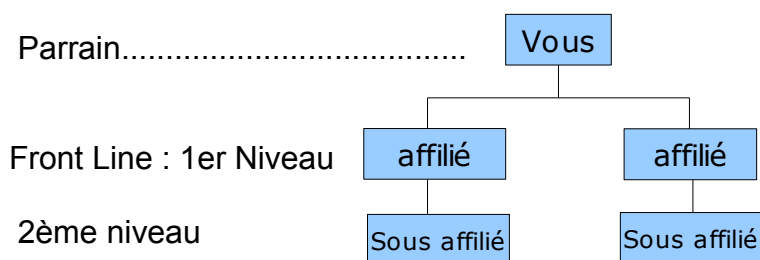 Parrain....................................... Vous
Front Line : 1er Niveau affilié affilié
2ème niveau Sous affilié Sous affilié